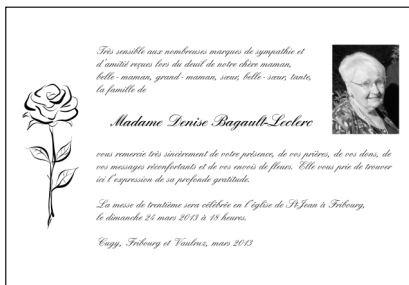 Très sensible aux nombreuses marques de sympathie et
d'amitié reçues lors du deuil de notre chère maman,
belle-maman, grand-maman, sœur, belle-sœur, tante,
la famille de
Madame Denise Bagault-Leclerc
vous remercie très sincèrement de votre présence, de vos prières, de vos dons, de
vos messages réconfortants et de vos envois de fleurs. Elle vous prie de trouver
ici l'expression de sa profonde gratitude.
La messe de trentième sera célébrée en l'église de St Jean à Fribourg,
le dimanche 24 mars 2013 à 18 heures.
Cugy, Fribourg et Vaulruz, mars 2013